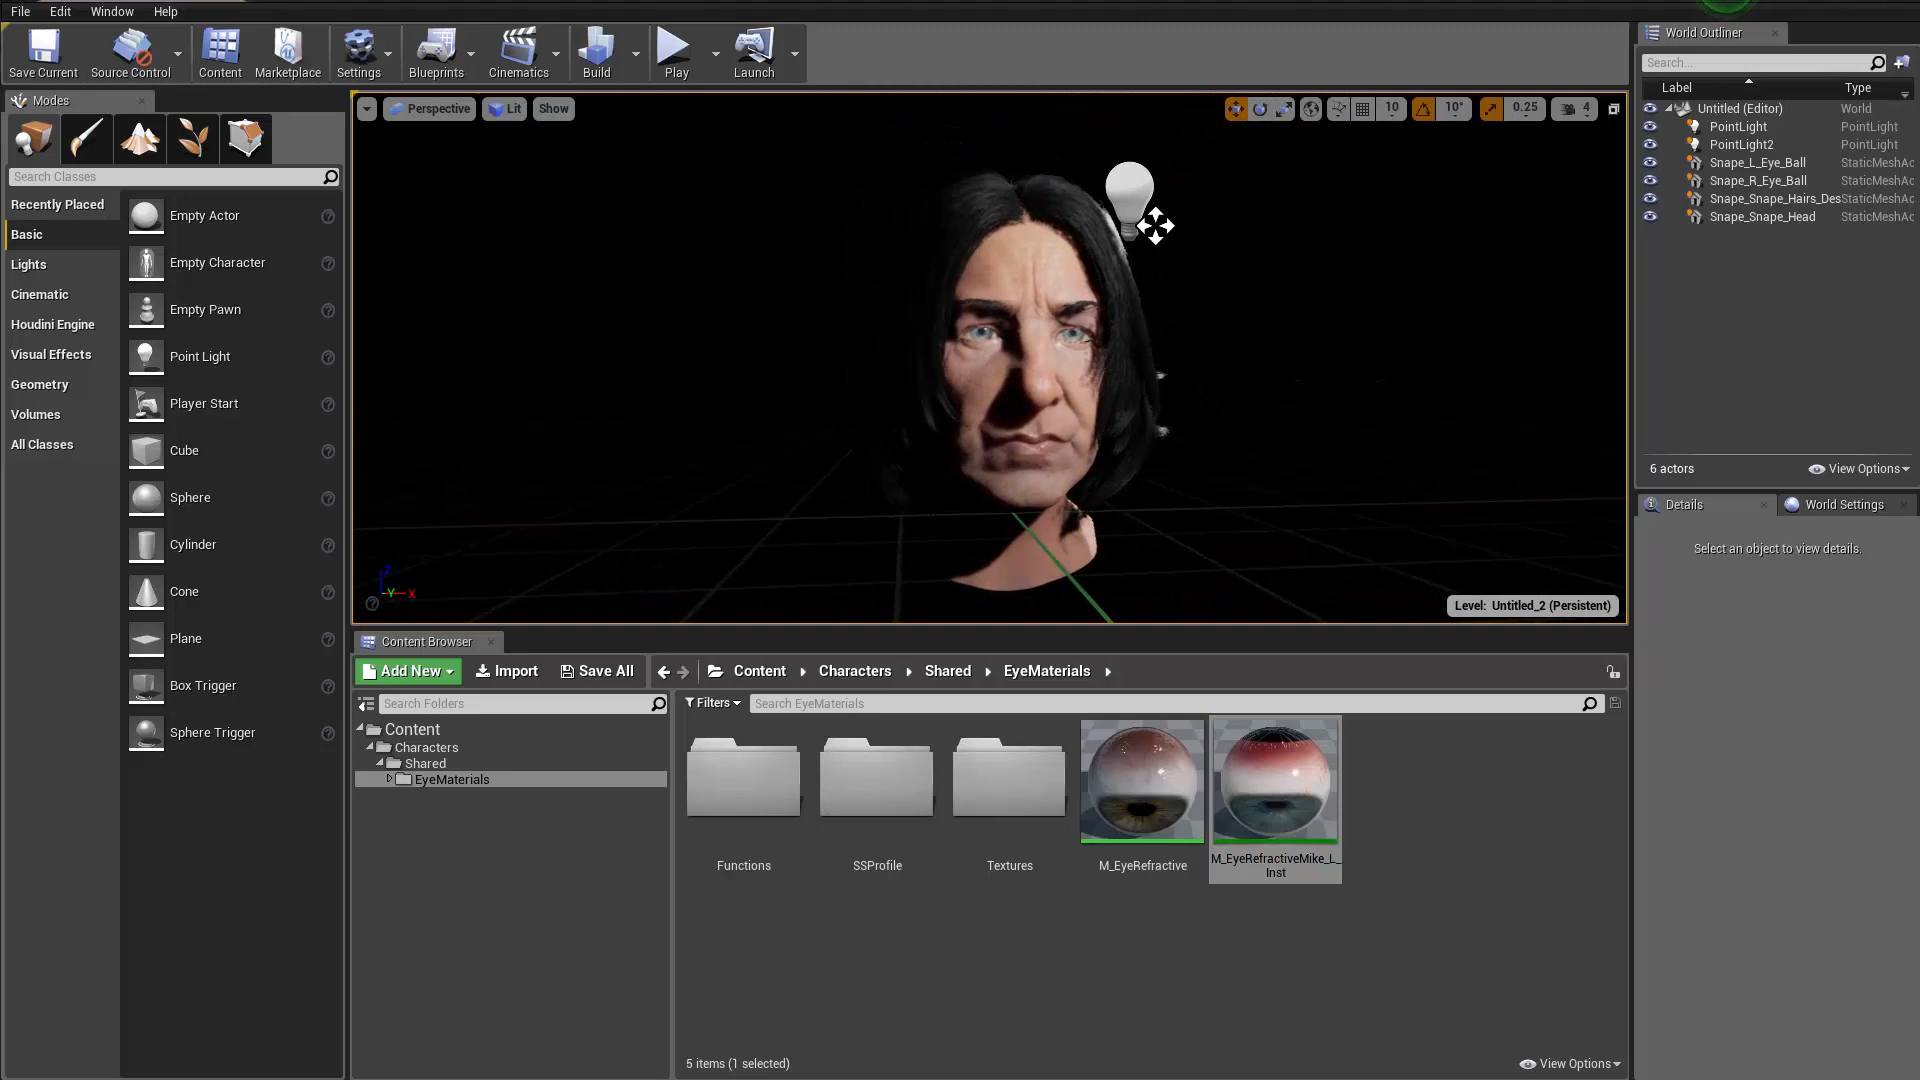 File Edit Window Help
Save Current
Source Control
Content
Marketplace
Settings
Blueprints
Cinematics
Build
Play
Launch
Modes
Search Classes
Recently Placed
Basic
Lights
Cinematic
Houdini Engine
Visual Effects
Geometry
Volumes
All Classes
Empty Actor
Empty Character
Empty Pawn
Point Light
Player Start
Cube
Sphere
Cylinder
Cone
Plane
Box Trigger
Sphere Trigger
Perspective Lit Show
10 10° 0.25 4
Z
Y X
Level: Untitled_2 (Persistent)
Content Browser
Add New Import Save All Content Characters Shared EyeMaterials
Search Folders
Content
Characters
Shared
EyeMaterials
Filters Search EyeMaterials
Functions
SSProfile
Textures
M_EyeRefractive
M_EyeRefractiveMike_L_
Inst
5 items (1 selected)
View Options
World Outliner
Search...
Label Type
Untitled (Editor) World
PointLight PointLight
PointLight2 PointLight
Snape_L_Eye_Ball StaticMeshAc
Snape_R_Eye_Ball StaticMeshAc
Snape_Snape_Hairs_Des StaticMeshAc
Snape_Snape_Head StaticMeshAc
6 actors View Options
Details World Settings
Select an object to view details.